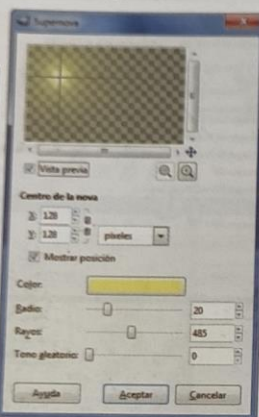 Supernova
Vista previa
Centro de la nova
X: 128
Y: 128 píxeles
Mostrar posición
Color:
Radio: 20
Rayos: 485
Tono aleatorio: 0
Ayuda Aceptar Cancelar